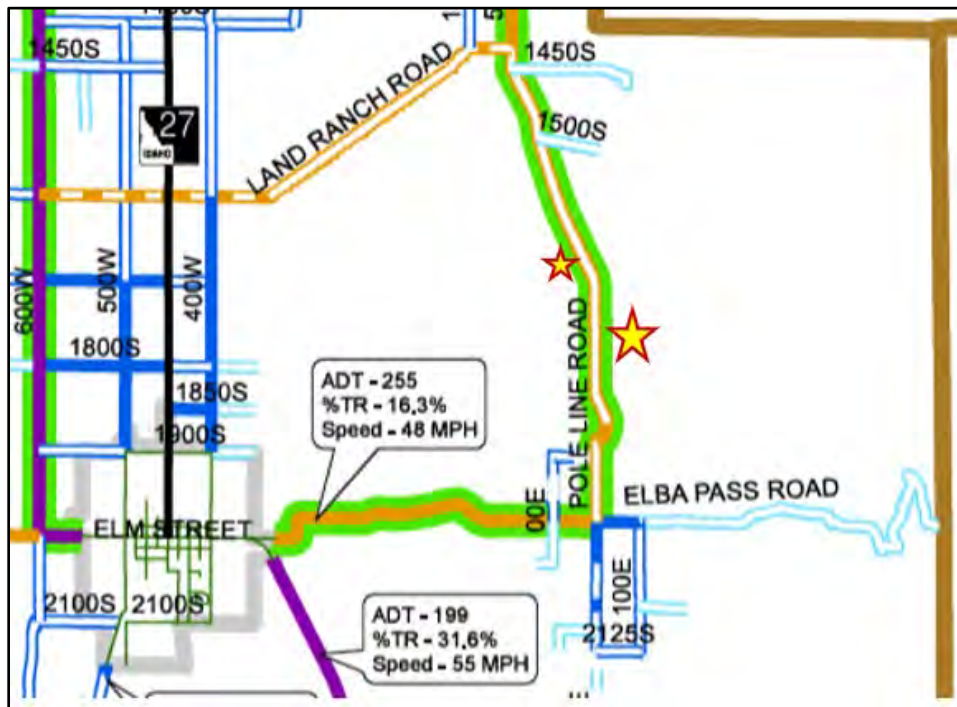 1450S
LAND RANCH ROAD
1450S
27
IDAHO
1500S
600W
500W
400W
1800S
1850S
1900S
ADT - 255
%TR - 16.3%
Speed - 48 MPH
POLE LINE ROAD
00E
ELBA PASS ROAD
ELM STREET
2100S
2100S
ADT - 199
%TR - 31.6%
Speed - 55 MPH
100E
2125S